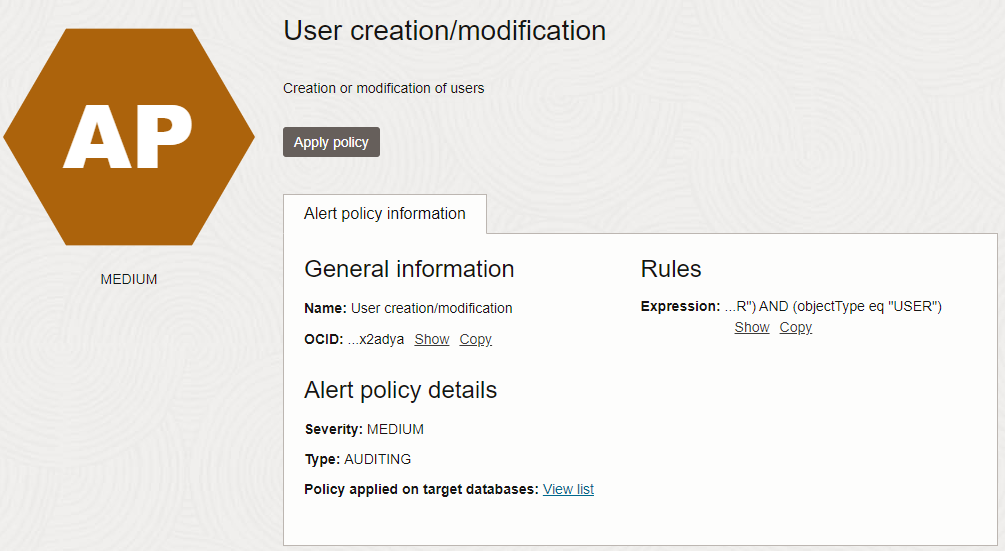 AP
MEDIUM
User creation/modification
Creation or modification of users
Apply policy
Alert policy information
General information
Name: User creation/modification
OCID: ...x2adya Show Copy
Alert policy details
Severity: MEDIUM
Type: AUDITING
Policy applied on target databases: View list
Rules
Expression: ...R") AND (objectType eq "USER")
Show Copy